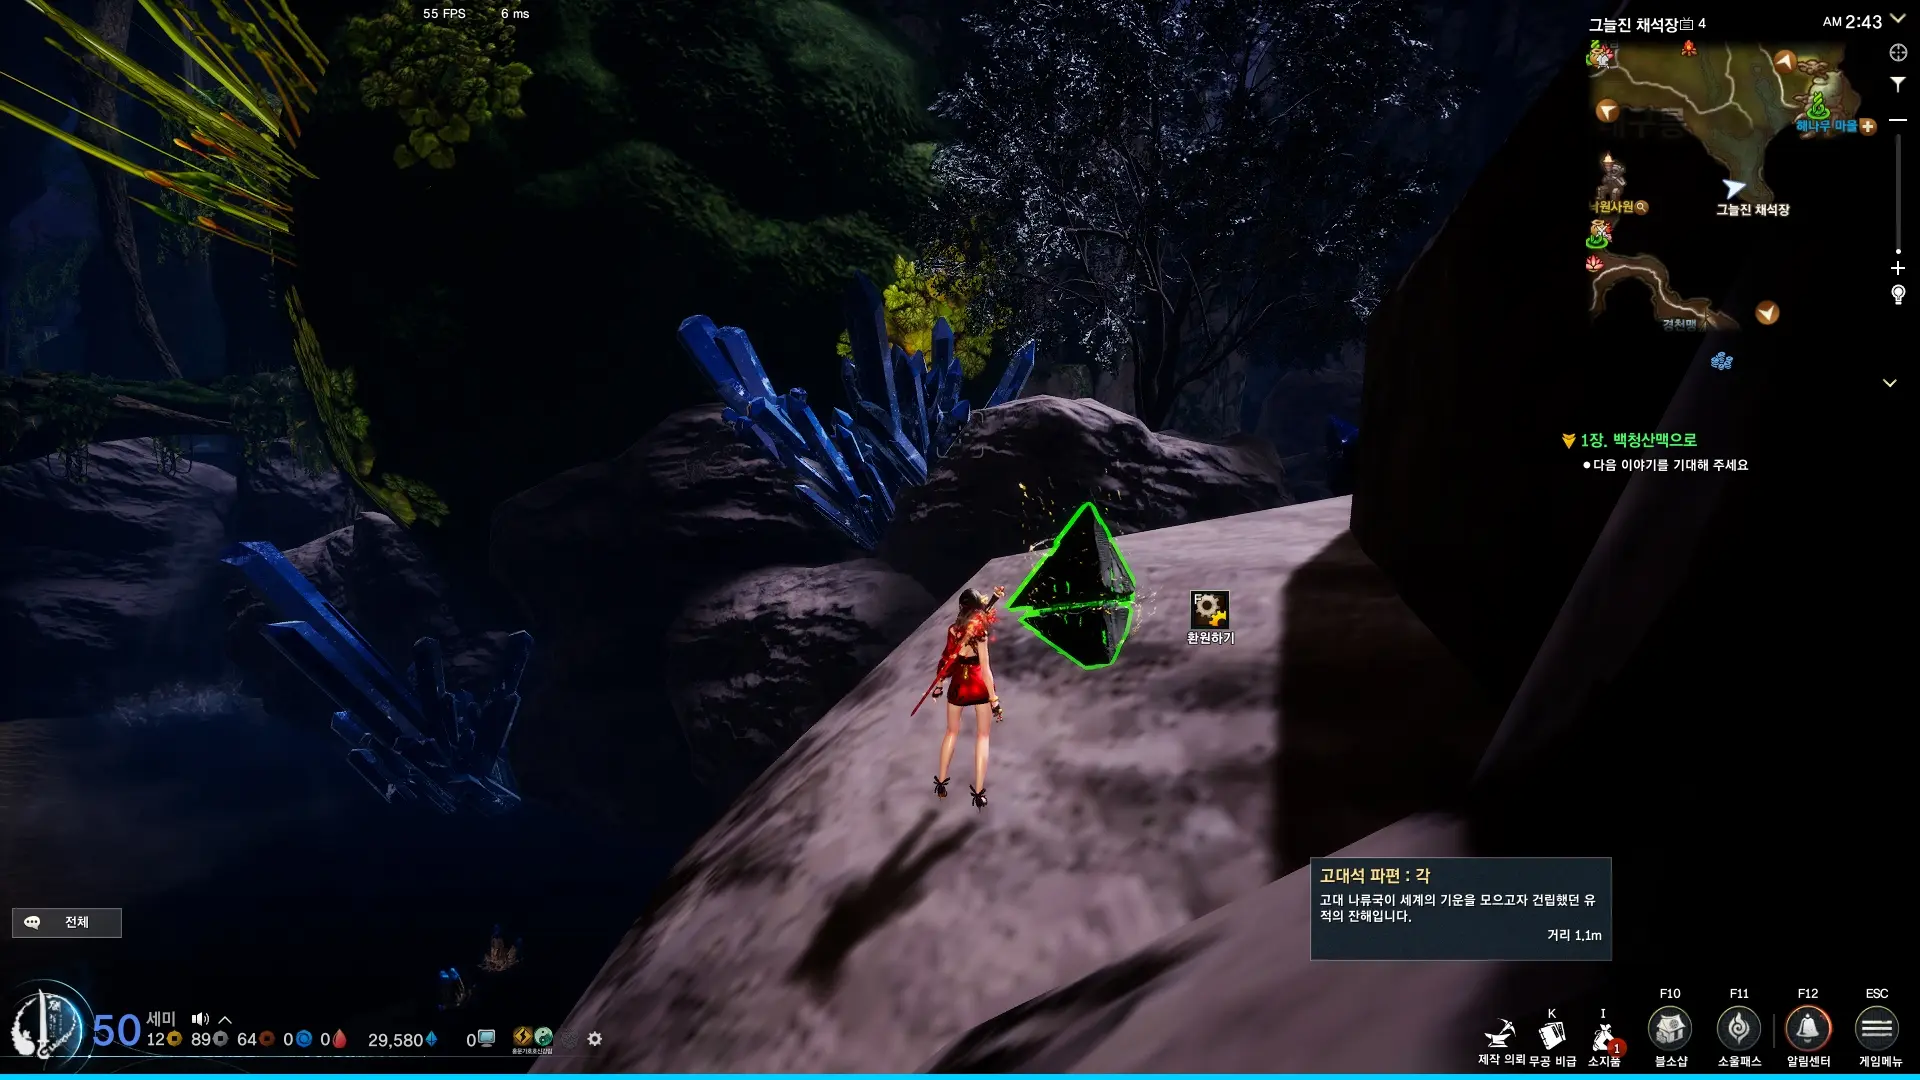 55 FPS 6 ms
그늘진 채석장 4
AM 2:43
해나무 마을
그늘진 채석장
경천맹
1장. 백청산맥으로
다음 이야기를 기대해 주세요
F
환원하기
고대석 파편 : 각
고대 나류국이 세계의 기운을 모으고자 건립했던 유
적의 잔해입니다.
거리 1.1m
전체
50 세미
12 89 64 0 0 29,580 0
K I F10 F11 F12 ESC
1
제작 의뢰 무공 비급 소지품 블소샵 소울패스 알림센터 게임메뉴